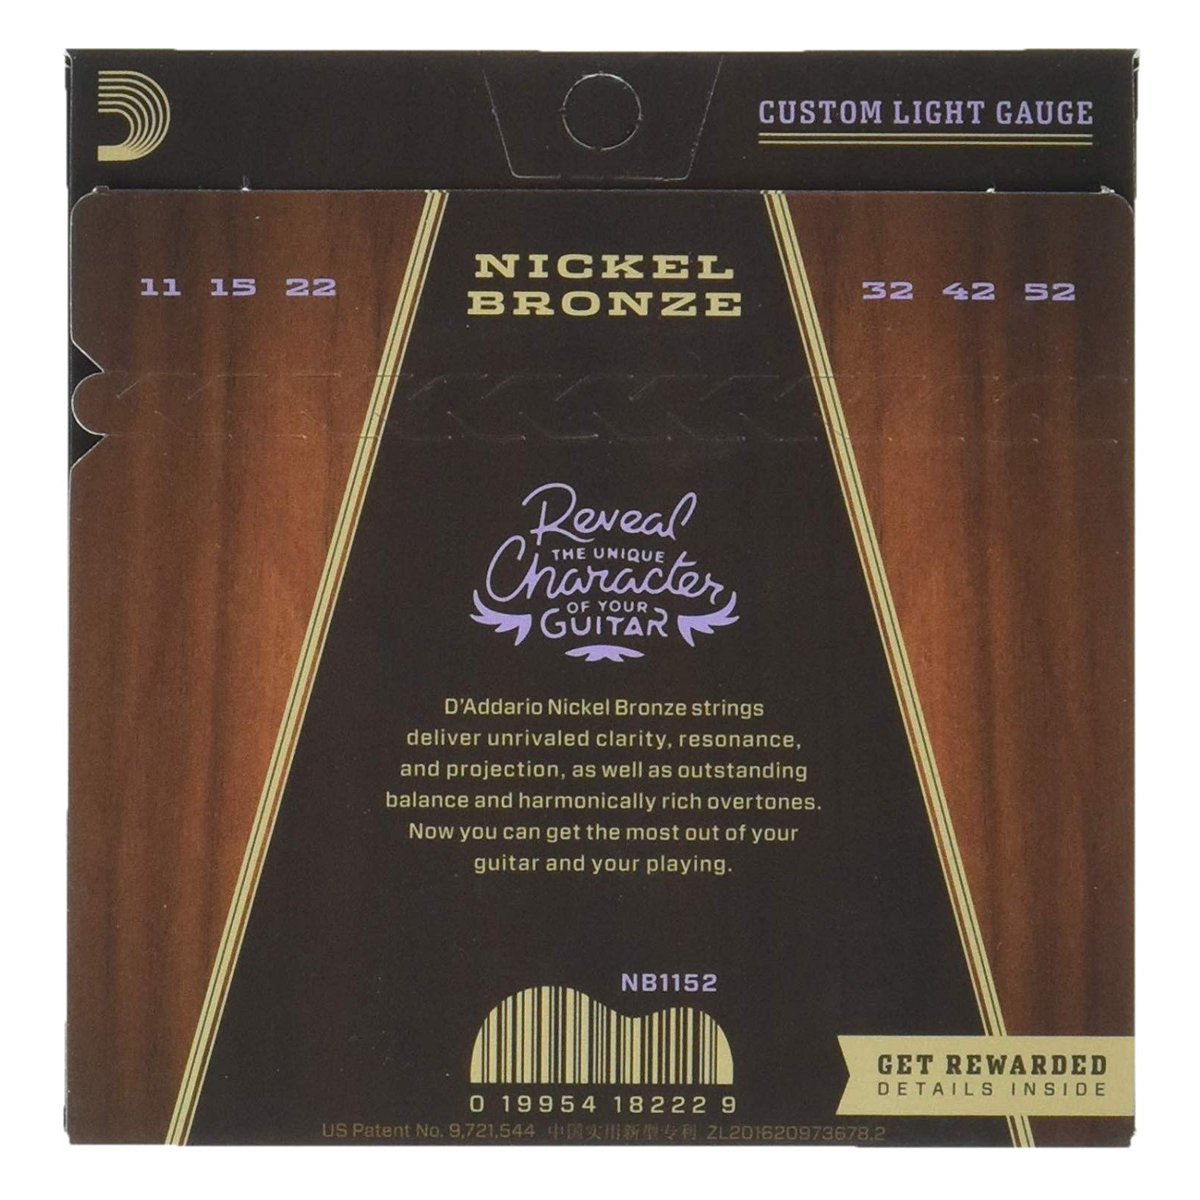 CUSTOM LIGHT GAUGE
11 15 22
NICKEL
BRONZE
32 42 52
Reveal
THE UNIQUE
Character
OF YOUR
GUITAR
D'Addario Nickel Bronze strings
deliver unrivaled clarity, resonance,
and projection, as well as outstanding
balance and harmonically rich overtones.
Now you can get the most out of your
guitar and your playing.
NB1152
0 19954 18222 9
GET REWARDED
DETAILS INSIDE
US Patent No. 9,721,544 中国实用新型专利 ZL201620973678.2